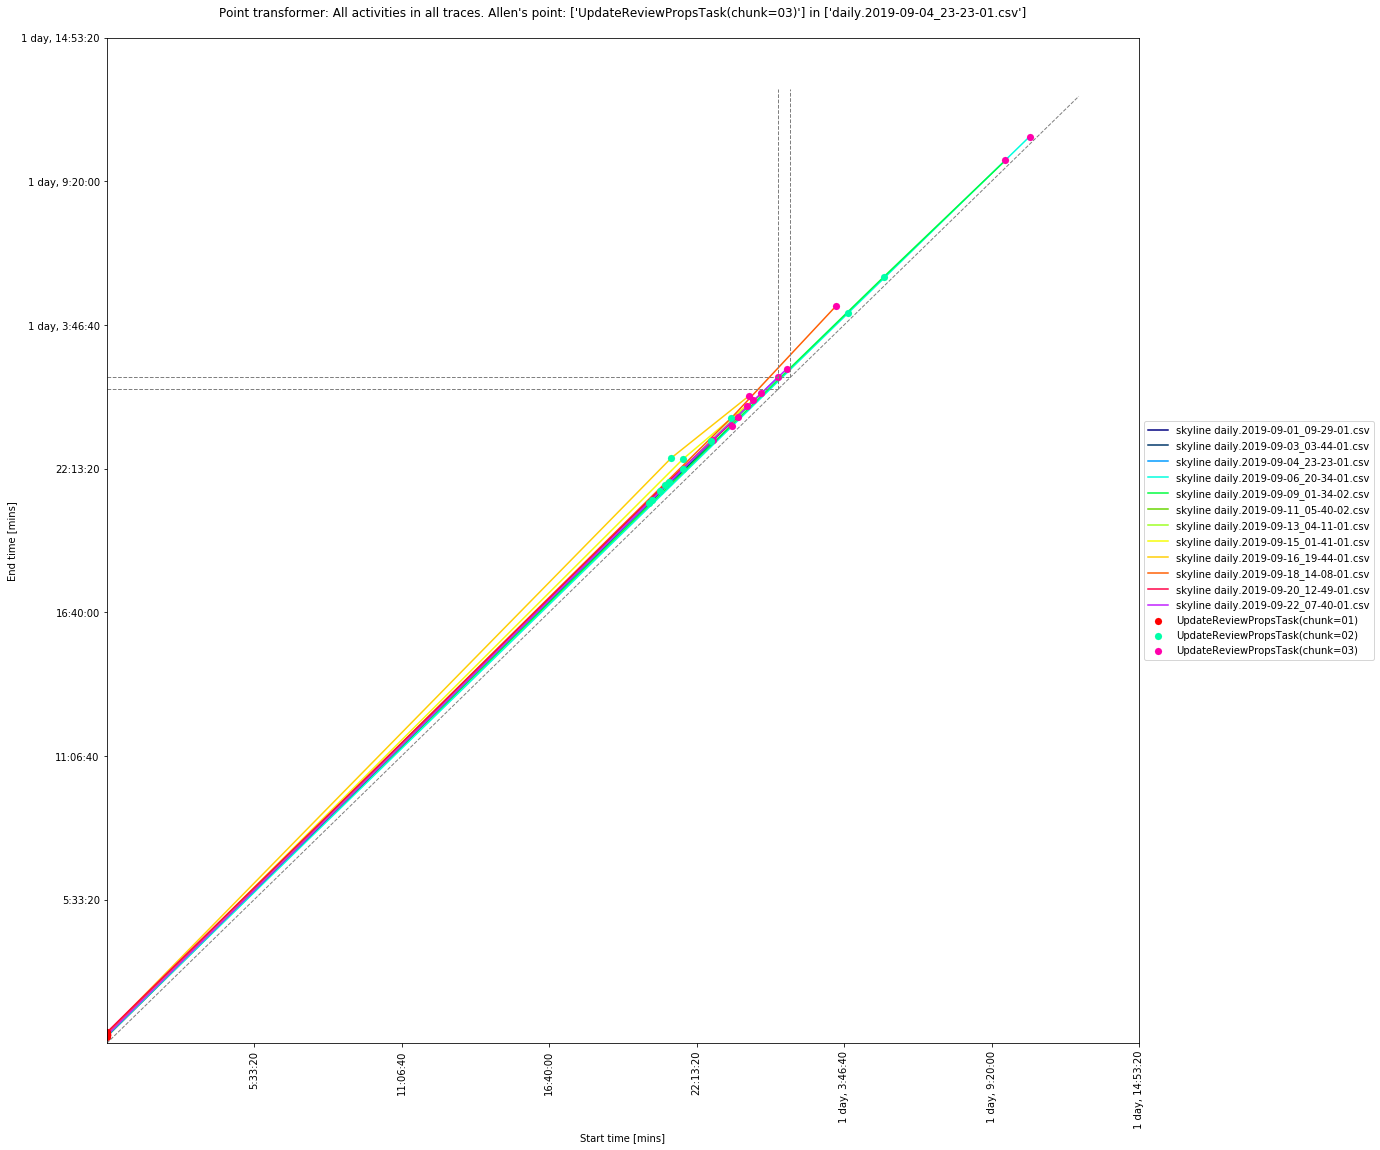 Point transformer: All activities in all traces. Allen's point: ['UpdateReviewPropsTask(chunk=03)'] in ['daily.2019-09-04_23-23-01.csv']
1 day, 14:53:20
1 day, 9:20:00
1 day, 3:46:40
22:13:20
16:40:00
11:06:40
5:33:20
End time [mins]
5:33:20
11:06:40
16:40:00
22:13:20
1 day, 3:46:40
1 day, 9:20:00
1 day, 14:53:20
Start time [mins]
skyline daily.2019-09-01_09-29-01.csv
skyline daily.2019-09-03_03-44-01.csv
skyline daily.2019-09-04_23-23-01.csv
skyline daily.2019-09-06_20-34-01.csv
skyline daily.2019-09-09_01-34-02.csv
skyline daily.2019-09-11_05-40-02.csv
skyline daily.2019-09-13_04-11-01.csv
skyline daily.2019-09-15_01-41-01.csv
skyline daily.2019-09-16_19-44-01.csv
skyline daily.2019-09-18_14-08-01.csv
skyline daily.2019-09-20_12-49-01.csv
skyline daily.2019-09-22_07-40-01.csv
UpdateReviewPropsTask(chunk=01)
UpdateReviewPropsTask(chunk=02)
UpdateReviewPropsTask(chunk=03)